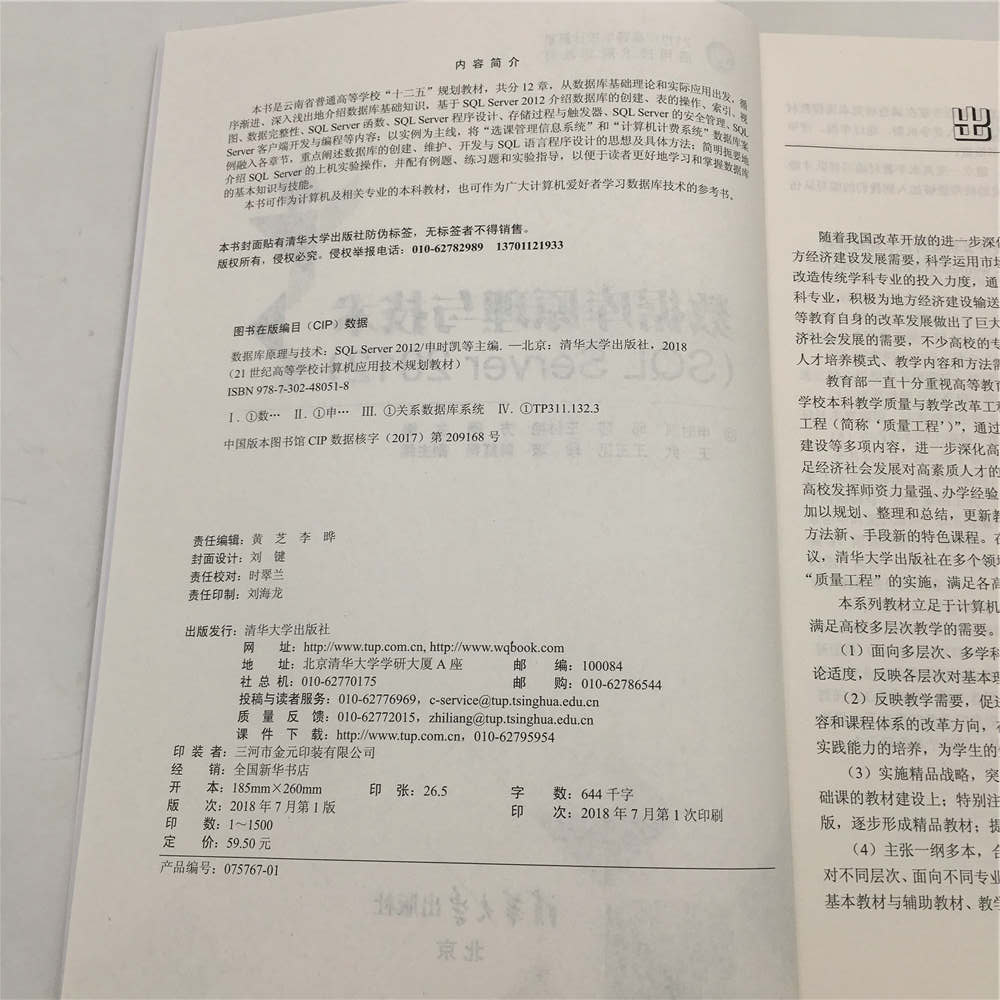 内容简介
本书是云南省普通高等学校“十二五”规划教材，共分12章，从数据库基础理论和实际应用出发，循
序渐进、深入浅出地介绍数据库基础知识，基于SQL Server 2012介绍数据库的创建、表的操作、索引、视
图、数据完整性、SQL Server函数、SQL Server程序设计、存储过程与触发器、SQL Server的安全管理、SQL
Server客户端开发与编程等内容；以实例为主线，将“选课管理信息系统”和“计算机计费系统”数据库案
例融入各章节，重点阐述数据库的创建、维护、开发与SQL语言程序设计的思想及具体方法；简明扼要地
介绍SQL Server的上机实验操作，并配有例题、练习题和实验指导，以便于读者更好地学习和掌握数据库
的基本知识与技能。
本书可作为计算机及相关专业的本科教材，也可作为广大计算机爱好者学习数据库技术的参考书。
本书封面贴有清华大学出版社防伪标签，无标签者不得销售。
版权所有，侵权必究。侵权举报电话：010-62782989 13701121933
图书在版编目（CIP）数据
数据库原理与技术：SQL Server 2012/申时凯等主编. —北京：清华大学出版社，2018
（21世纪高等学校计算机应用技术规划教材）
ISBN 978-7-302-48051-8
Ⅰ. ①数… Ⅱ. ①申… Ⅲ. ①关系数据库系统 Ⅳ. ①TP311.132.3
中国版本图书馆CIP数据核字（2017）第209168号
责任编辑：黄 芝 李 晔
封面设计：刘 键
责任校对：时翠兰
责任印制：刘海龙
出版发行：清华大学出版社
网 址：http://www.tup.com.cn, http://www.wqbook.com
地 址：北京清华大学学研大厦A座 邮 编：100084
社 总 机：010-62770175 邮 购：010-62786544
投稿与读者服务：010-62776969, c-service@tup.tsinghua.edu.cn
质 量 反 馈：010-62772015, zhiliang@tup.tsinghua.edu.cn
课 件 下 载：http://www.tup.com.cn, 010-62795954
印 装 者：三河市金元印装有限公司
经 销：全国新华书店
开 本：185mm×260mm 印 张：26.5 字 数：644千字
版 次：2018年7月第1版 印 次：2018年7月第1次印刷
印 数：1～1500
定 价：59.50元
产品编号：075767-01
出
随着我国改革开放的进一步深化
方经济建设发展需要，科学运用市场
改造传统学科专业的投入力度，通
科专业，积极为地方经济建设输送
等教育自身的改革发展做出了巨大
济社会发展的需要，不少高校的专
人才培养模式、教学内容和方法需
教育部一直十分重视高等教育
学校本科教学质量与教学改革工程
工程（简称‘质量工程’）”，通过
建设等多项内容，进一步深化高
足经济社会发展对高素质人才的
高校发挥师资力量强、办学经验
加以规划、整理和总结，更新教
方法新、手段新的特色课程。在
议，清华大学出版社在多个领域
“质量工程”的实施，满足各高
本系列教材立足于计算机
满足高校多层次教学的需要。
（1）面向多层次、多学科
论适度，反映各层次对基本理
（2）反映教学需要，促进
容和课程体系的改革方向，在
实践能力的培养，为学生的
（3）实施精品战略，突
础课的教材建设上；特别注
版，逐步形成精品教材；提
（4）主张一纲多本，合
对不同层次、面向不同专业
基本教材与辅助教材、教学